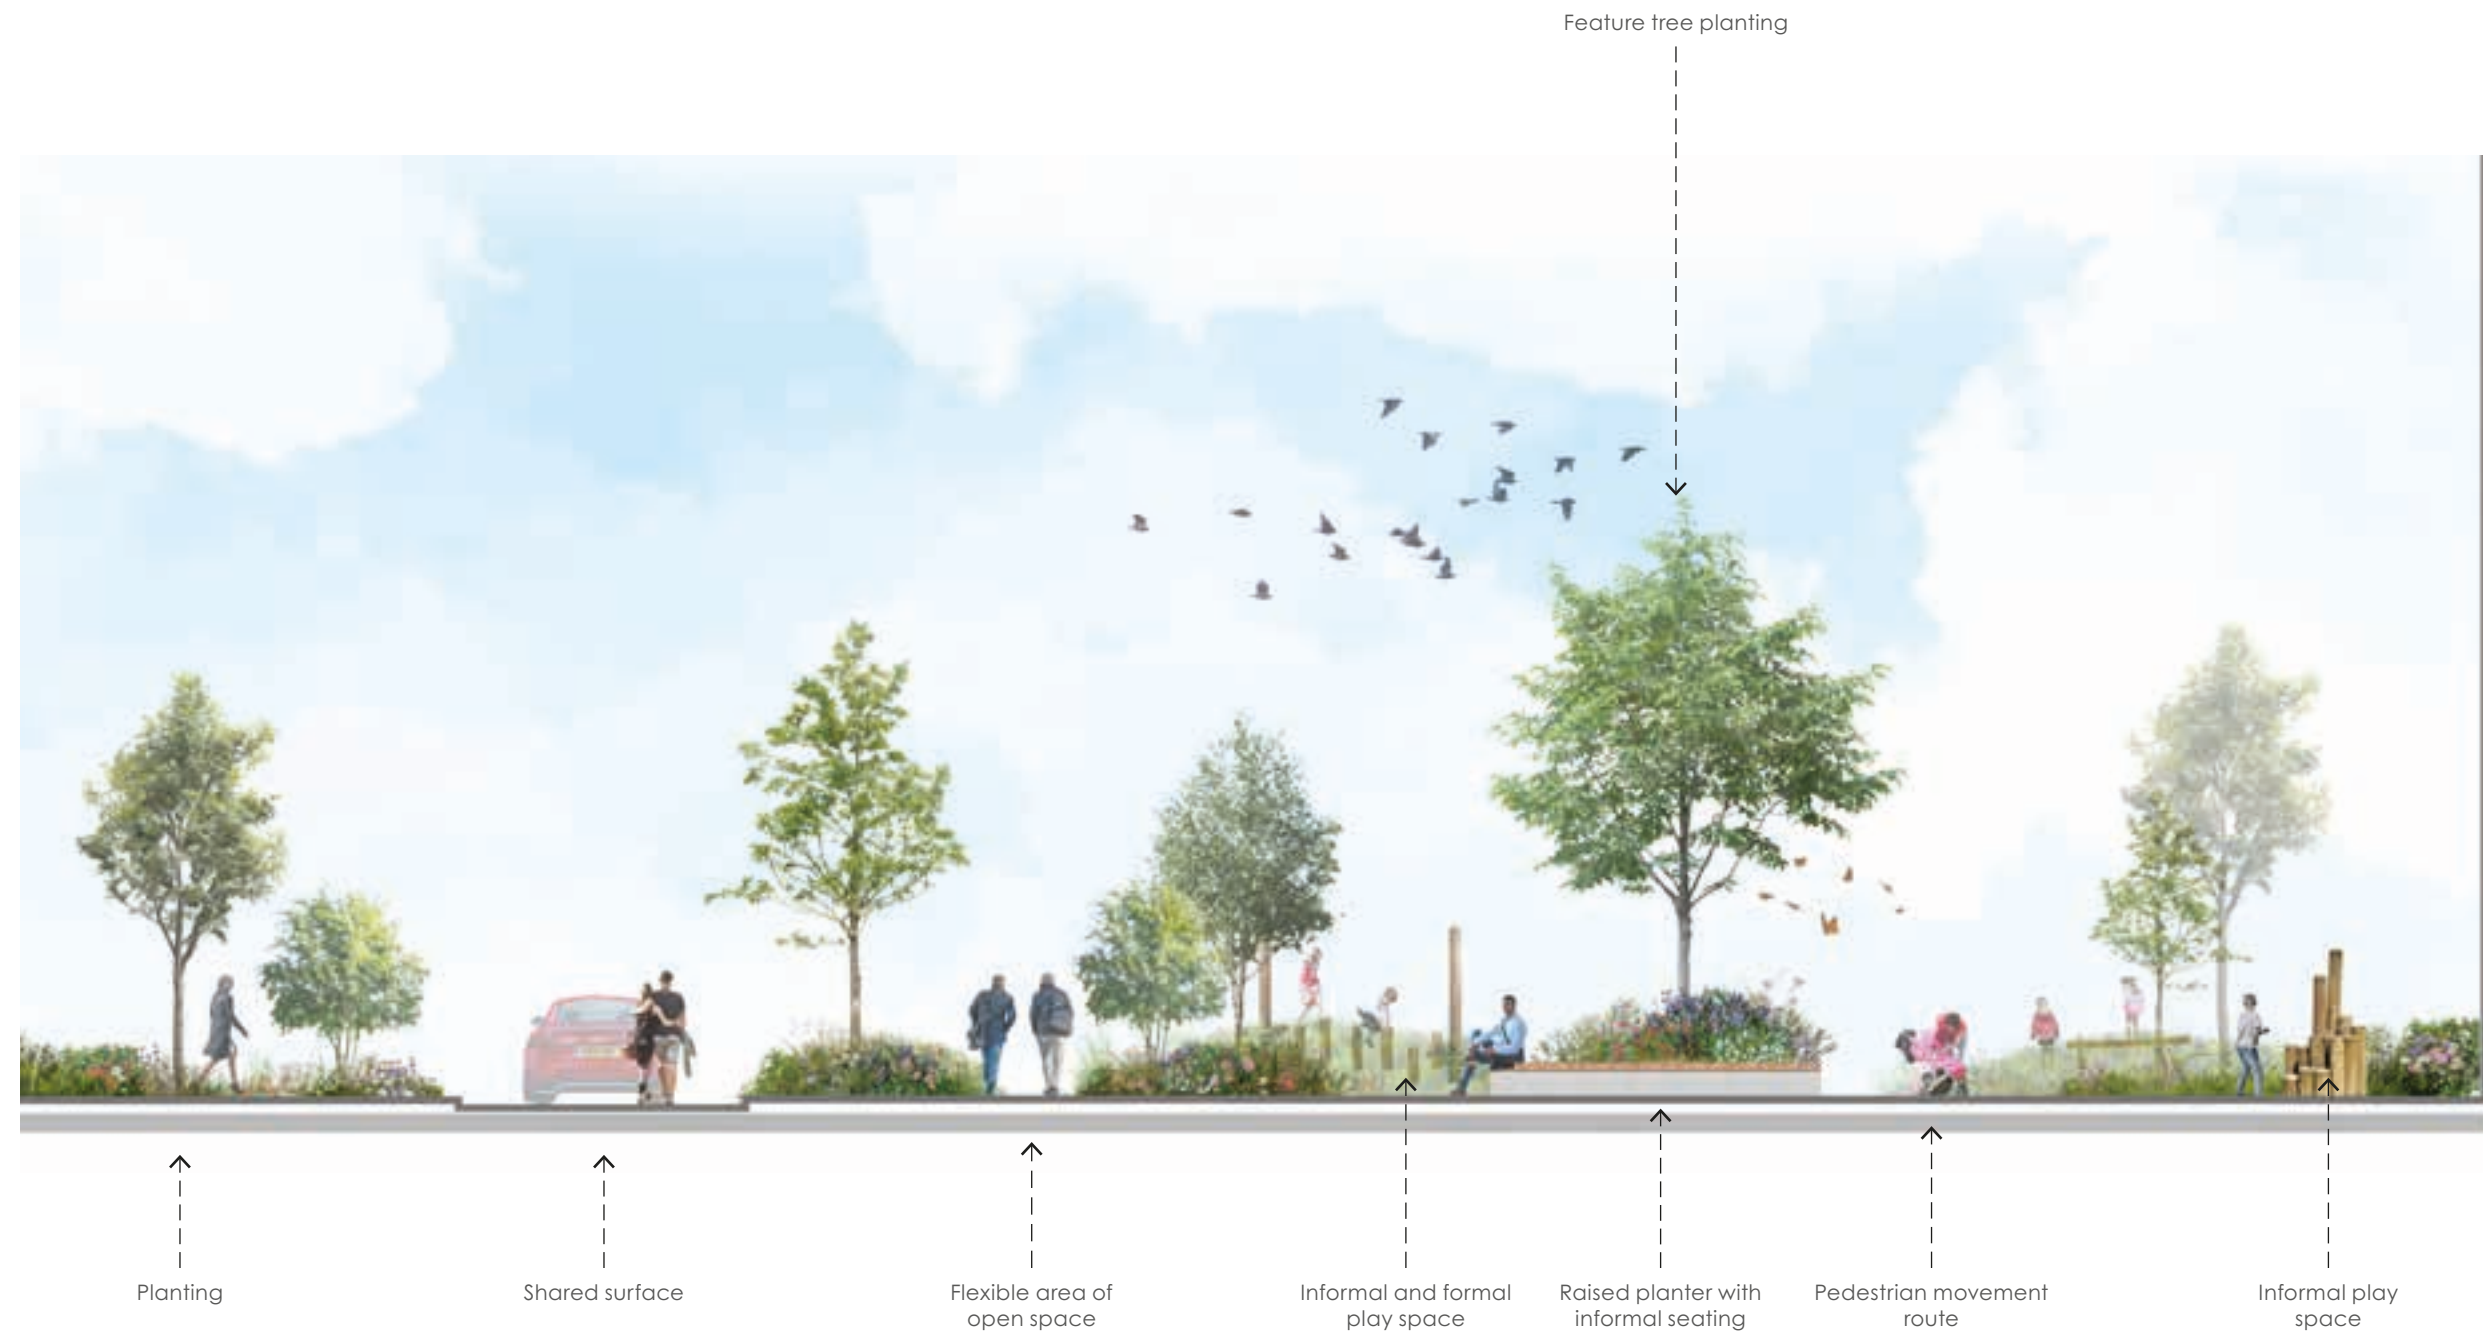 Feature tree planting
Planting
Shared surface
Flexible area of
open space
Informal and formal
play space
Raised planter with
informal seating
Pedestrian movement
route
Informal play
space